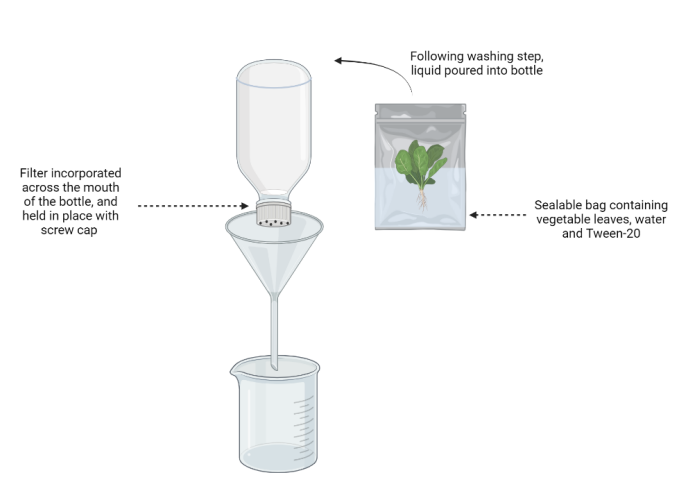 Following washing step,
liquid poured into bottle
Filter incorporated
across the mouth
of the bottle, and
held in place with
screw cap
Sealable bag containing
vegetable leaves, water
and Tween-20